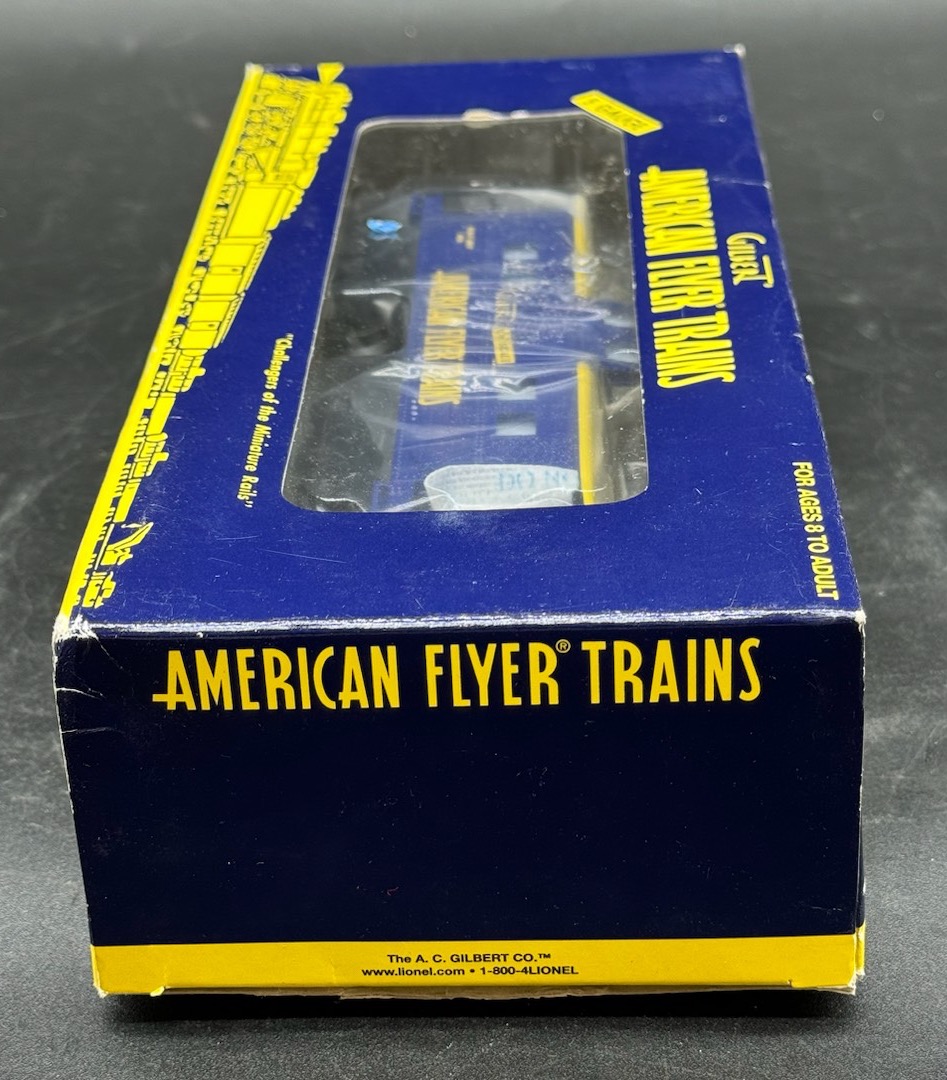 GILBERT
AMERICAN FLYER TRAINS
FOR AGES 8 TO ADULT
"Challengers of the Miniature Rails"
AMERICAN FLYER TRAINS
AMERICAN FLYER® TRAINS
The A. C. GILBERT CO.™
www.lionel.com • 1-800-4LIONEL